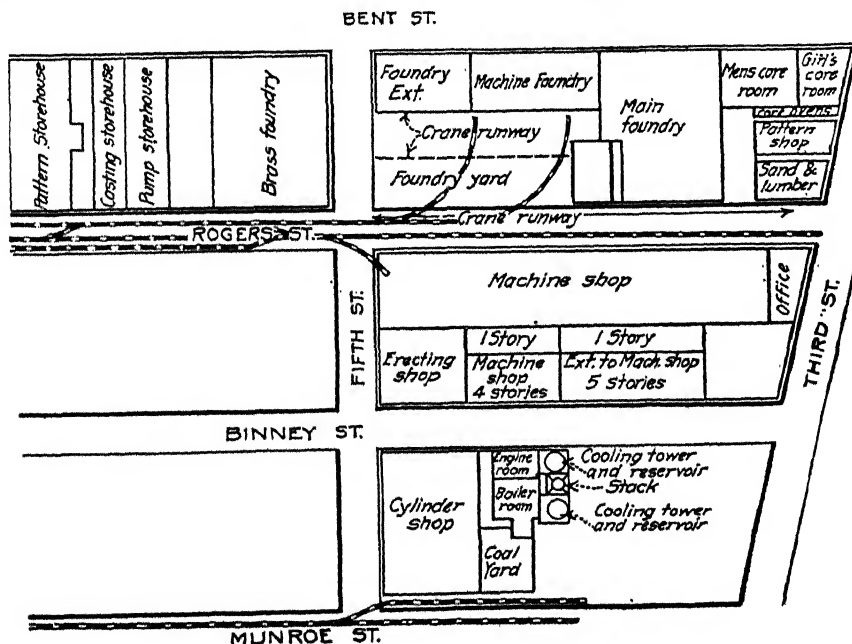 BENT ST.
Pattern Storehouse
Casting storehouse
Pump storehouse
Brass foundry
Foundry
Ext.
Machine Foundry
Main
foundry
Mens core
room
Girl's
core
room
Core ovens
Pattern
shop
Sand &
lumber
Crane runway
Foundry yard
Crane runway
ROGERS ST.
FIFTH ST.
Machine shop
Office
THIRD ST.
Erecting
shop
1 Story
Machine
shop
4 stories
1 Story
Ext. to Mach. shop
5 stories
BINNEY ST.
Cylinder
shop
Engine
room
Boiler
room
Coal
Yard
Cooling tower
and reservoir
Stack
Cooling tower
and reservoir
MUNROE ST.